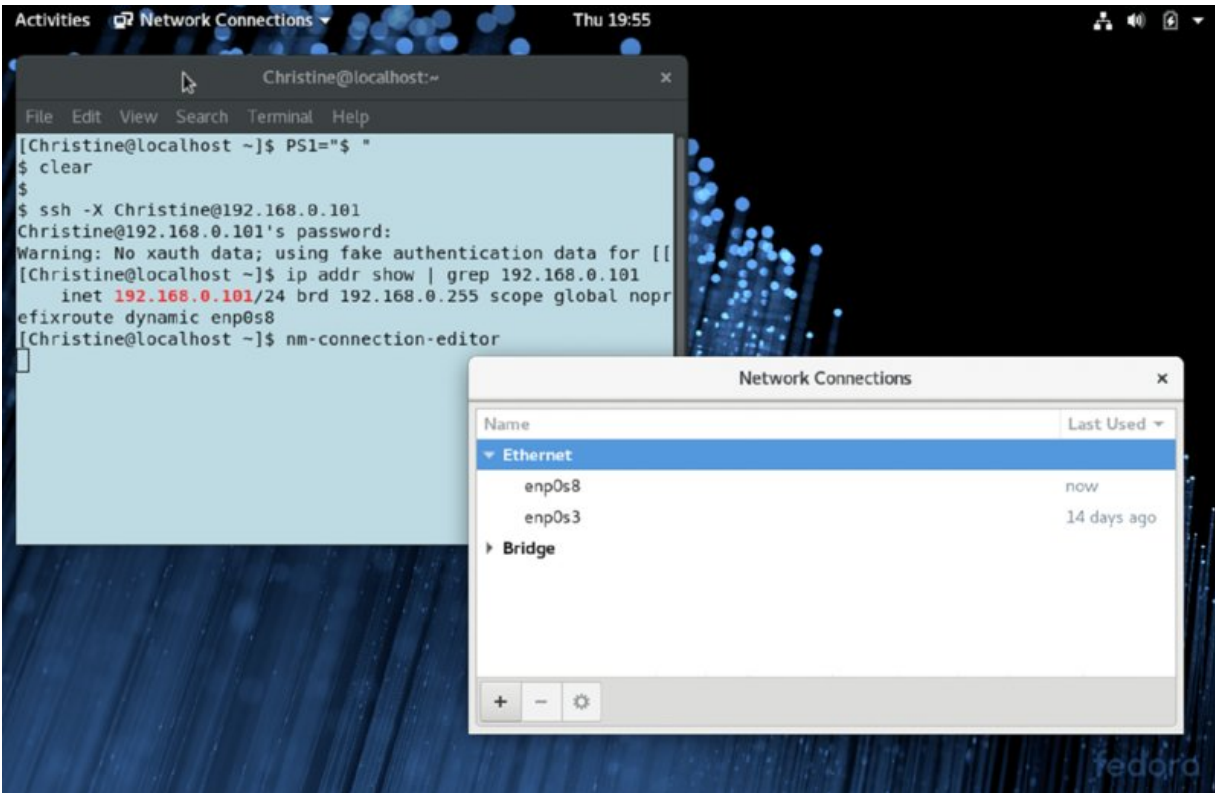 Activities Network Connections Thu 19:55
Christine@localhost:~ ×
File Edit View Search Terminal Help
[Christine@localhost ~]$ PS1="$ "
$ clear
$
$ ssh -X Christine@192.168.0.101
Christine@192.168.0.101's password:
Warning: No xauth data; using fake authentication data for [[
[Christine@localhost ~]$ ip addr show | grep 192.168.0.101
inet 192.168.0.101/24 brd 192.168.0.255 scope global nopr
efixroute dynamic enp0s8
[Christine@localhost ~]$ nm-connection-editor
Network Connections ×
Name Last Used
Ethernet
enp0s8 now
enp0s3 14 days ago
Bridge
+ −
fedora